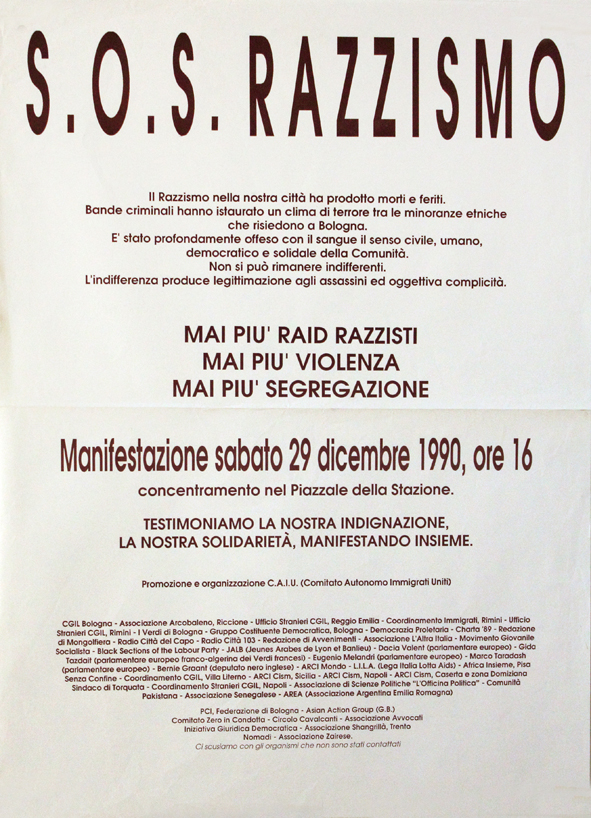 S.O.S. RAZZISMO
Il Razzismo nella nostra città ha prodotto morti e feriti.
Bande criminali hanno istaurato un clima di terrore tra le minoranze etniche
che risiedono a Bologna.
E' stato profondamente offeso con il sangue il senso civile, umano,
democratico e solidale della Comunità.
Non si può rimanere indifferenti.
L'indifferenza produce legittimazione agli assassini ed oggettiva complicità.
MAI PIU' RAID RAZZISTI
MAI PIU' VIOLENZA
MAI PIU' SEGREGAZIONE
Manifestazione sabato 29 dicembre 1990, ore 16
concentramento nel Piazzale della Stazione.
TESTIMONIAMO LA NOSTRA INDIGNAZIONE,
LA NOSTRA SOLIDARIETÀ, MANIFESTANDO INSIEME.
Promozione e organizzazione C.A.I.U. (Comitato Autonomo Immigrati Uniti)
CGIL Bologna - Associazione Arcobaleno, Riccione - Ufficio Stranieri CGIL, Reggio Emilia - Coordinamento Immigrati, Rimini - Ufficio
Stranieri CGIL, Rimini - I Verdi di Bologna - Gruppo Costituente Democratica, Bologna - Democrazia Proletaria - Charta '89 - Redazione
di Mongolfiera - Radio Città del Capo - Radio Città 103 - Redazione di Avvenimenti - Associazione L'Altra Italia - Movimento Giovanile
Socialista - Black Sections of the Labour Party - JALB (Jeunes Arabes de Lyon et Banlieu) - Dacia Valent (parlamentare europeo) - Gida
Tazdait (parlamentare europeo franco-algerina dei Verdi francesi) - Eugenio Melandri (parlamentare europeo) - Marco Taradash
(parlamentare europeo) - Bernie Graant (deputato nero inglese) - ARCI Mondo - L.I.L.A. (Lega Italia Lotta Aids) - Africa Insieme, Pisa
Senza Confine - Coordinamento CGIL, Villa Literno - ARCI Cism, Sicilia - ARCI Cism, Napoli - ARCI Cism, Caserta e zona Domiziana
Sindaco di Torquata - Coordinamento Stranieri CGIL, Napoli - Associazione di Scienze Politiche "L'Officina Politica" - Comunità
Pakistana - Associazione Senegalese - AREA (Associazione Argentina Emilia Romagna)
PCI, Federazione di Bologna - Asian Action Group (G.B.)
Comitato Zero in Condotta - Circolo Cavalcanti - Associazione Avvocati
Iniziativa Giuridica Democratica - Associazione Shangrillà, Trento
Nomadi - Associazione Zairese.
Ci scusiamo con gli organismi che non sono stati contattati